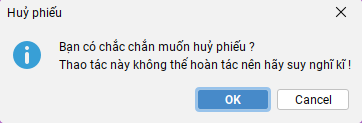 Huỷ phiếu
Bạn có chắc chắn muốn huỷ phiếu ?
Thao tác này không thể hoàn tác nên hãy suy nghĩ kĩ !
OK
Cancel